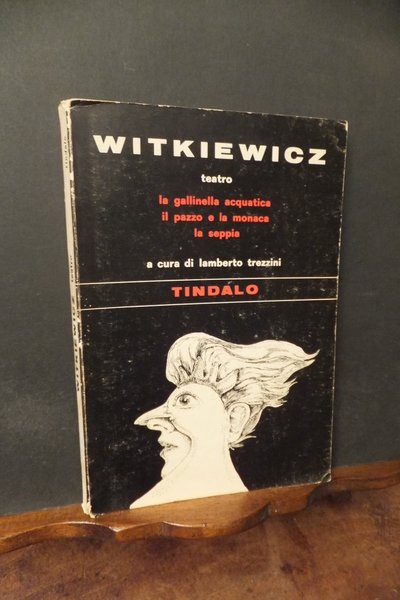 WITKIEWICZ
teatro
la gallinella acquatica
il pazzo e la monaca
la seppia
a cura di lamberto trezzini
TINDALO